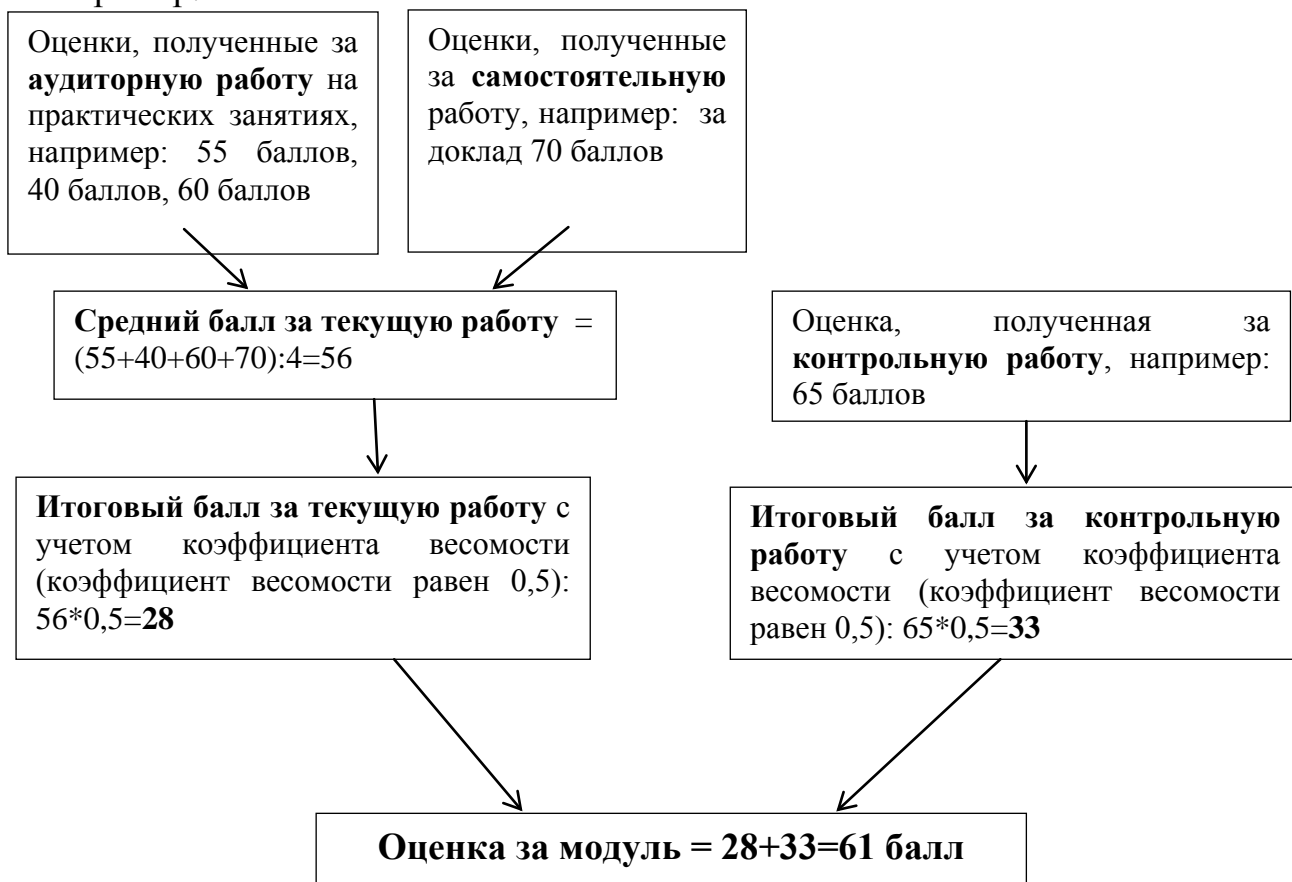 Оценки, полученные за
аудиторную работу на
практических занятиях,
например: 55 баллов,
40 баллов, 60 баллов
Оценки, полученные
за самостоятельную
работу, например: за
доклад 70 баллов
Средний балл за текущую работу =
(55+40+60+70):4=56
Оценка, полученная за
контрольную работу, например:
65 баллов
Итоговый балл за текущую работу с
учетом коэффициента весомости
(коэффициент весомости равен 0,5):
56*0,5=28
Итоговый балл за контрольную
работу с учетом коэффициента
весомости (коэффициент весомости
равен 0,5): 65*0,5=33
Оценка за модуль = 28+33=61 балл